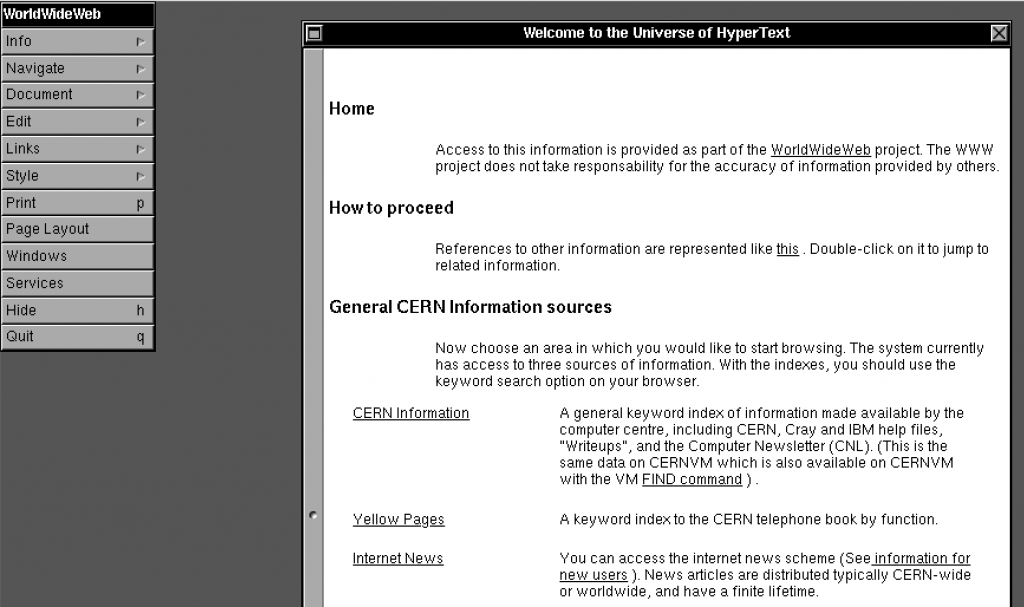 WorldWideWeb
Info
Navigate
Document
Edit
Links
Style
Print p
Page Layout
Windows
Services
Hide h
Quit q
Welcome to the Universe of HyperText
Home
Access to this information is provided as part of the WorldWideWeb project. The WWW
project does not take responsability for the accuracy of information provided by others.
How to proceed
References to other information are represented like this . Double-click on it to jump to
related information.
General CERN Information sources
Now choose an area in which you would like to start browsing. The system currently
has access to three sources of information. With the indexes, you should use the
keyword search option on your browser.
CERN Information
A general keyword index of information made available by the
computer centre, including CERN, Cray and IBM help files,
"Writeups", and the Computer Newsletter (CNL). (This is the
same data on CERNVM which is also available on CERNVM
with the VM FIND command ) .
Yellow Pages
A keyword index to the CERN telephone book by function.
Internet News
You can access the internet news scheme (See information for
new users ). News articles are distributed typically CERN-wide
or worldwide, and have a finite lifetime.